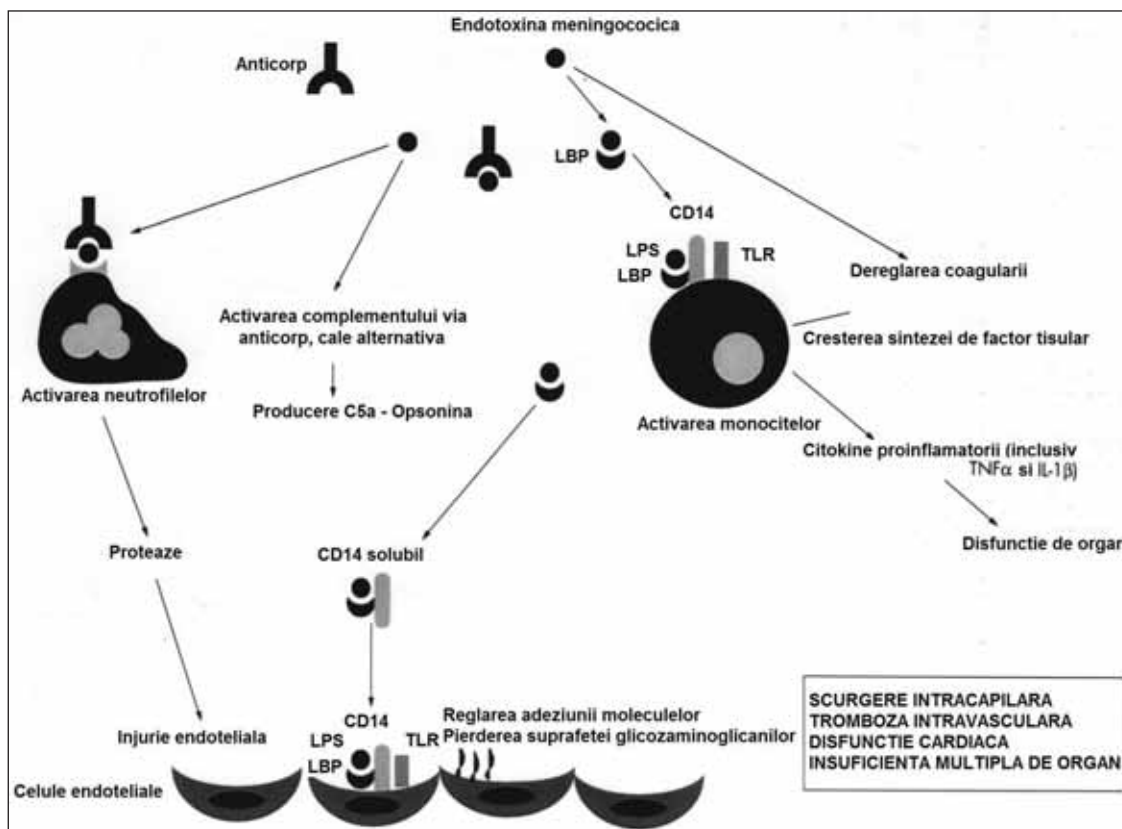 Endotoxina meningococica
Anticorp
LBP
CD14
LPS
LBP
TLR
Dereglarea coagularii
Activarea complementului via
anticorp, cale alternativa
Cresterea sintezei de factor tisular
Activarea neutrofilelor
Producere C5a - Opsonina
Activarea monocitelor
Citokine proinflamatorii (inclusiv
TNFα si IL-1β)
Proteaze
CD14 solubil
Disfunctie de organ
Injurie endoteliala
CD14
LPS
LBP
TLR
Reglarea adeziunii moleculelor
Pierderea suprafetei glicozaminoglicanilor
Celule endoteliale
SCURGERE INTRACAPILARA
TROMBOZA INTRAVASCULARA
DISFUNCTIE CARDIACA
INSUFICIENTA MULTIPLA DE ORGAN